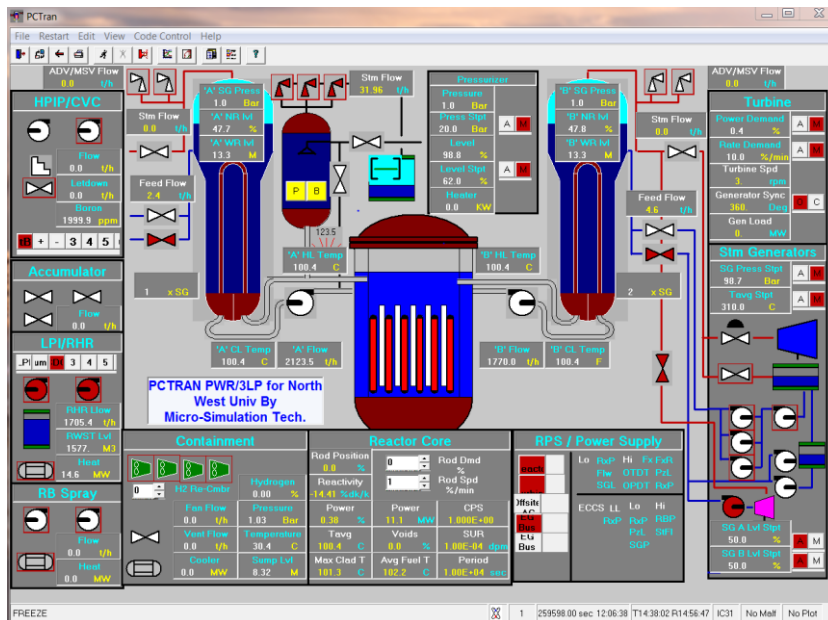 PCTran
File Restart Edit View Code Control Help
ADV/MSV Flow
0.0 t/h
HPIP/CVC
Flow
0.0 t/h
Letdown
0.0 t/h
Boron
1999.9 ppm
+ - 3 4 5
Accumulator
Flow
0.0 t/h
LPI/RHR
3 4 5
RHR Llow
1705.4 t/h
RWST Lvl
1577. M3
Heat
14.6 MW
RB Spray
Flow
0.0 t/h
Heat
0.0 MW
Stm Flow
0.0 t/h
Feed Flow
2.4 t/h
1 x SG
'A' SG Press
1.0 Bar
'A' NR lvl
47.7 %
'A' WR lvl
13.3 M
P B
123.5
Stm Flow
31.96 t/h
Pressurizer
Pressure
1.0 Bar
Press Stpt
20.0 Bar
A M
Level
98.8 %
Level Stpt
62.0 %
A M
Heater
0.0 KW
'B' SG Press
1.0 Bar
'B' NR lvl
47.8 %
'B' WR lvl
13.3 M
Stm Flow
0.0 t/h
Feed Flow
4.6 t/h
2 x SG
'A' HL Temp
100.4 C
'B' HL Temp
100.4 C
'A' CL Temp
100.4 C
'A' Flow
2123.5 t/h
'B' Flow
1770.0 t/h
'B' CL Temp
100.4 F
PCTRAN PWR/3LP for North
West Univ By
Micro-Simulation Tech.
ADV/MSV Flow
0.0 t/h
Turbine
Power Demand
0.4 %
A M
Rate Demand
10.0 %/min
A M
Turbine Spd
3. rpm
Generator Sync
360. Deg
C
Gen Load
0. MW
Stm Generators
SG Press Stpt
98.7 Bar
A M
Tavg Stpt
310.0 C
A M
SG A Lvl Stpt
50.0 %
A M
SG B Lvl Stpt
50.0 %
A M
Containment
0
H2 Re-Cmbr
Hydrogen
0.00 %
Fan Flow
0.0 t/h
Pressure
1.03 Bar
Vent Flow
0.0 t/h
Temperature
30.4 C
Cooler
0.0 MW
Sump Lvl
8.32 M
Reactor Core
Rod Position
0.0 %
0
Rod Dmd
%
Reactivity
-14.41 %dk/k
1
Rod Spd
%/min
Power
0.38 %
Power
11.1 MW
CPS
1.000E+00
Tavg
100.4 C
Voids
0.0 %
SUR
1.00E-04 dpm
Max Clad T
101.3 C
Avg Fuel T
102.2 C
Period
1.00E+04 sec
RPS / Power Supply
Bus
EG
Bus
Lo RxP Hi Fx FxR
Flw OTDT PzL
SGL OPDT RxP
ECCS LL Lo Hi
RxP RxP RBP
PzL StFl
SGP
FREEZE
1
259598.00 sec 12:06:38 T14:38:02 R14:56:47 IC31 No Malf No Plot